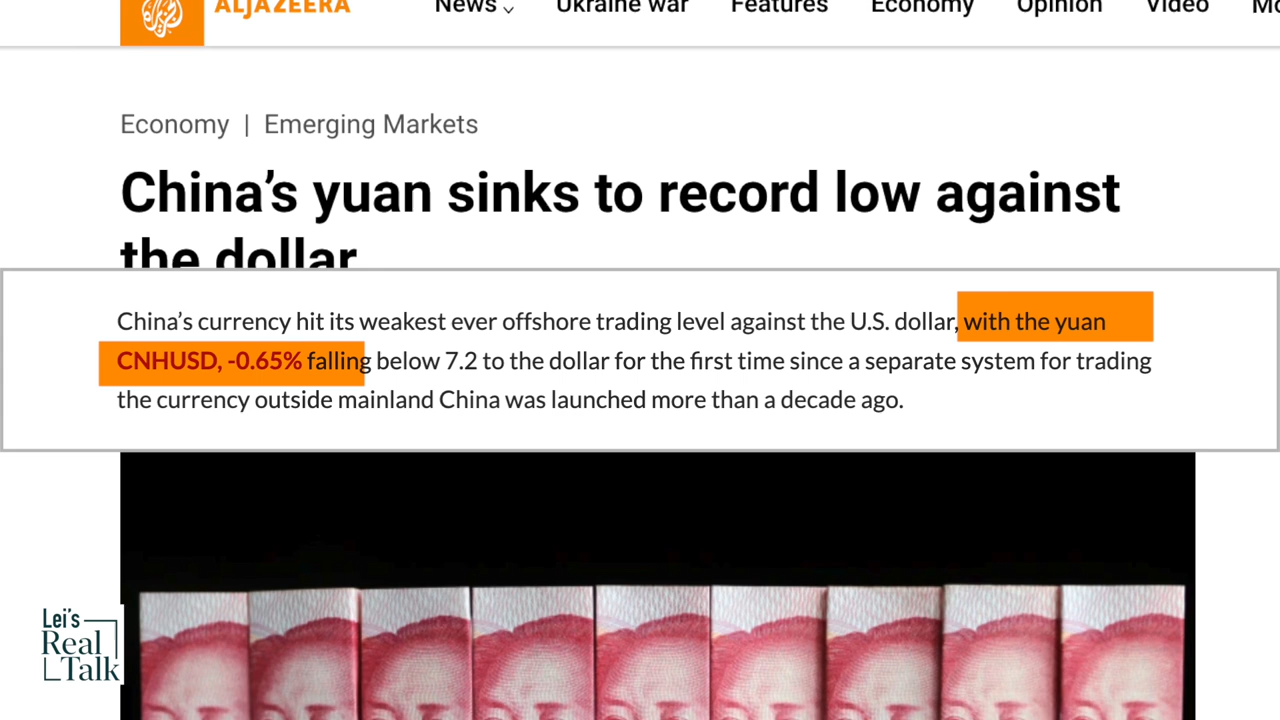 ALJAZEERA
News Ukraine war Features Economy Opinion Video
Economy | Emerging Markets
China's yuan sinks to record low against
the dollar
China's currency hit its weakest ever offshore trading level against the U.S. dollar, with the yuan
CNHUSD, -0.65% falling below 7.2 to the dollar for the first time since a separate system for trading
the currency outside mainland China was launched more than a decade ago.
Lei's
Real
Talk